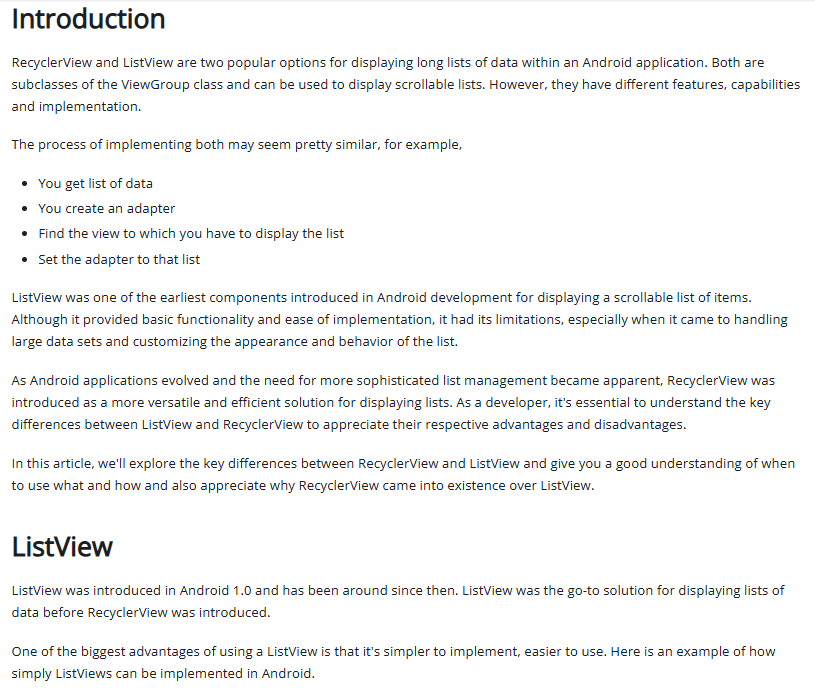 Introduction
RecyclerView and ListView are two popular options for displaying long lists of data within an Android application. Both are
subclasses of the ViewGroup class and can be used to display scrollable lists. However, they have different features, capabilities
and implementation.
The process of implementing both may seem pretty similar, for example,
• You get list of data
• You create an adapter
• Find the view to which you have to display the list
• Set the adapter to that list
ListView was one of the earliest components introduced in Android development for displaying a scrollable list of items.
Although it provided basic functionality and ease of implementation, it had its limitations, especially when it came to handling
large data sets and customizing the appearance and behavior of the list.
As Android applications evolved and the need for more sophisticated list management became apparent, RecyclerView was
introduced as a more versatile and efficient solution for displaying lists. As a developer, it's essential to understand the key
differences between ListView and RecyclerView to appreciate their respective advantages and disadvantages.
In this article, we'll explore the key differences between RecyclerView and ListView and give you a good understanding of when
to use what and how and also appreciate why RecyclerView came into existence over ListView.
ListView
ListView was introduced in Android 1.0 and has been around since then. ListView was the go-to solution for displaying lists of
data before RecyclerView was introduced.
One of the biggest advantages of using a ListView is that it's simpler to implement, easier to use. Here is an example of how
simply ListViews can be implemented in Android.